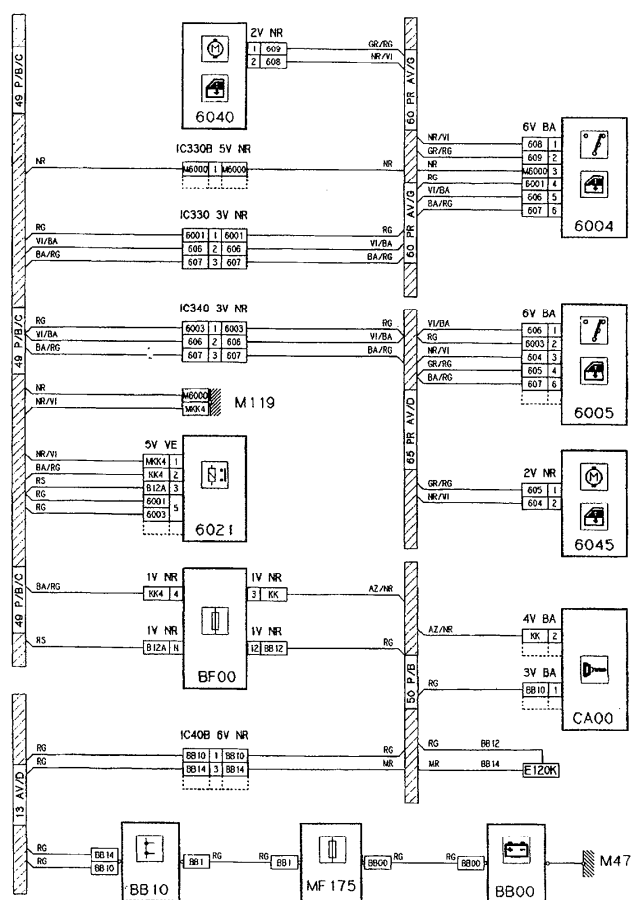 2V NR
1 609
2 608
GR/RG
NR/VI
M
6040
49 P/B/C
60 PR AV/G
6V BA
NR/VI 608 1
GR/RG 609 2
NR M6000 3
RG 6001 4
VI/BA 606 5
BA/RG 607 6
6004
IC330B 5V NR
NR M6000 1 M6000 NR
IC330 3V NR
RG 6001 1 6001 RG
VI/BA 606 2 606 VI/BA
BA/RG 607 3 607 BA/RG
60 PR AV/G
IC340 3V NR
RG 6003 1 6003 RG
VI/BA 606 2 606 VI/BA
BA/RG 607 3 607 BA/RG
49 P/B/C
6V BA
VI/BA 606 1
RG 6003 2
NR/VI 604 3
GR/RG 605 4
BA/RG 607 6
6005
NR M6000
NR/VI MKK4
M119
65 PR AV/D
5V VE
NR/VI MKK4 1
BA/RG KK4 2
RS B12A 3
RG 6001 5
RG 6003
6021
2V NR
GR/RG 605 1
NR/VI 604 2
M
6045
49 P/B/C
1V NR
BA/RG KK4 4
1V NR
3 KK AZ/NR
1V NR
RS B12A N
1V NR
12 BB12 RG
BF00
50 P/B
4V BA
AZ/NR KK 2
3V BA
RG BB10 1
CA00
13 AV/D
IC40B 6V NR
RG BB10 1 BB10 RG
RG BB14 3 BB14 MR
RG BB12
MR BB14
E120K
RG BB14
RG BB10
BB10
BB1 RG RG BB1
MF175
BB00 RG RG BB00
BB00
M47